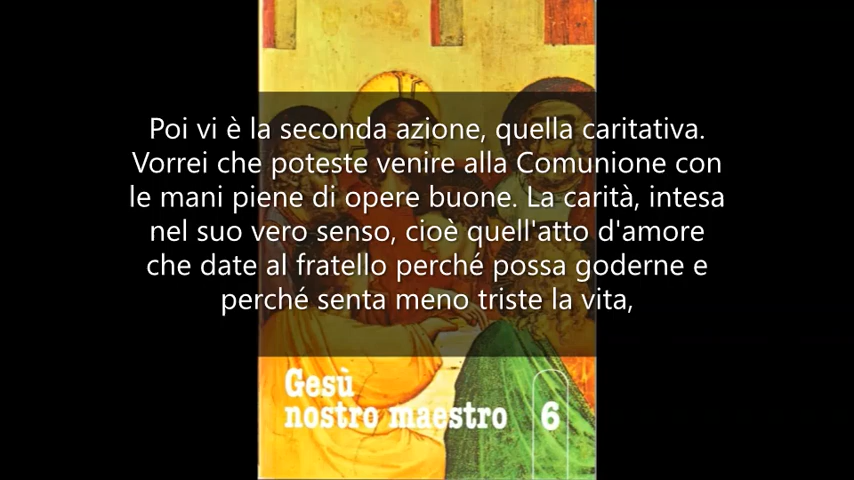 Poi vi è la seconda azione, quella caritativa.
Vorrei che poteste venire alla Comunione con
le mani piene di opere buone. La carità, intesa
nel suo vero senso, cioè quell'atto d'amore
che date al fratello perché possa goderne e
perché senta meno triste la vita,
Gesù
nostro maestro 6